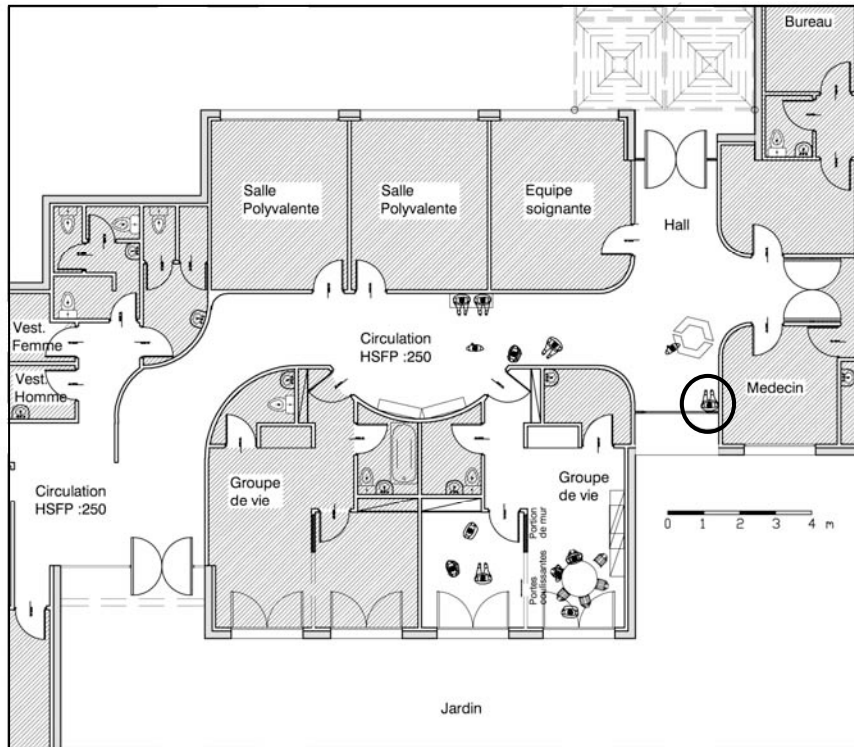 Bureau
Salle
Polyvalente
Salle
Polyvalente
Equipe
soignante
Hall
Vest.
Femme
Vest.
Homme
Circulation
HSFP :250
Medecin
Circulation
HSFP :250
Groupe
de vie
Groupe
de vie
Portion
de mur
Portes
coulissantes
0 1 2 3 4 m
Jardin